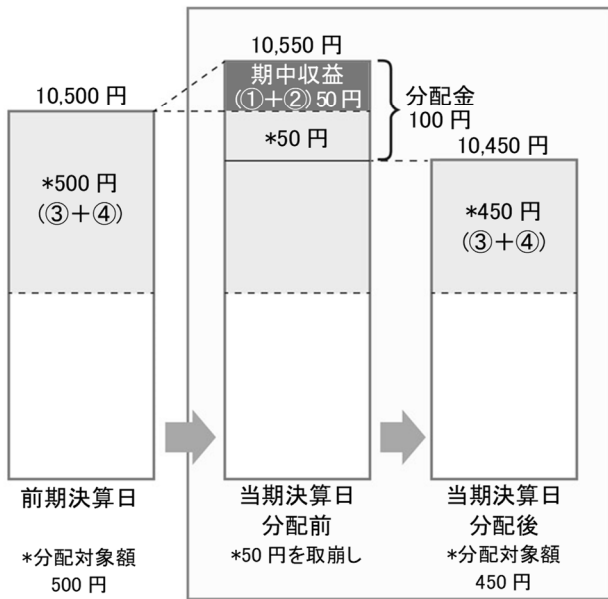 10,500 円
*500 円
(③＋④)
前期決算日
*分配対象額
500 円
10,550 円
期中収益
(①＋②) 50 円
*50 円
分配金
100 円
当期決算日
分配前
*50 円を取崩し
10,450 円
*450 円
(③＋④)
当期決算日
分配後
*分配対象額
450 円